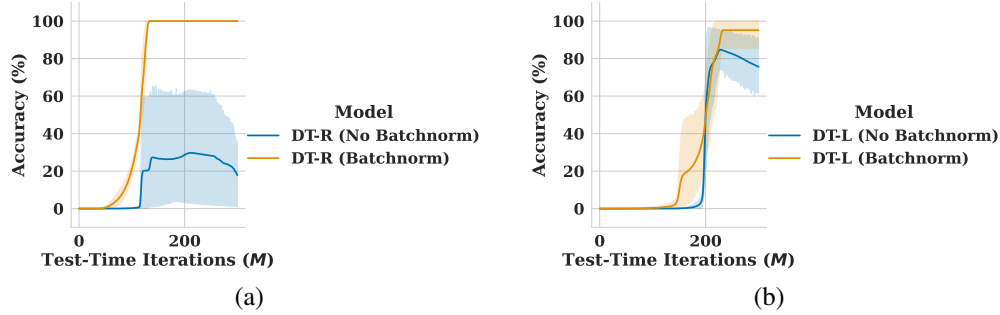 100
80
60
40
20
0
Accuracy (%)
0
200
Test-Time Iterations (M)
Model
DT-R (No Batchnorm)
DT-R (Batchnorm)
(a)
100
80
60
40
20
0
Accuracy (%)
0
200
Test-Time Iterations (M)
Model
DT-L (No Batchnorm)
DT-L (Batchnorm)
(b)